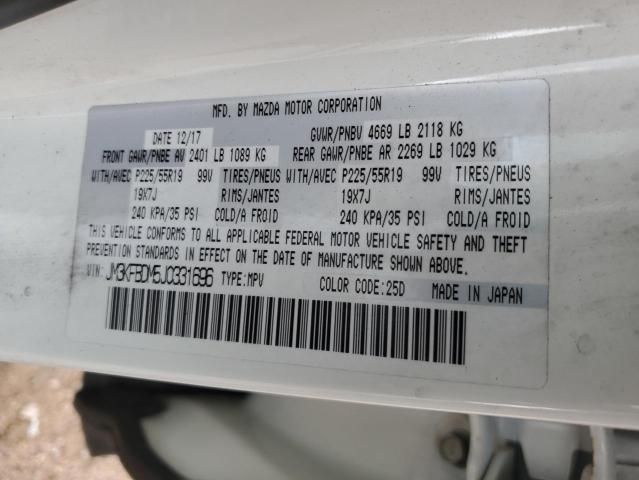 MFD. BY MAZDA MOTOR CORPORATION
DATE 12/17 GVWR/PNBV 4669 LB 2118 KG
FRONT GAWR/PNBE AV 2401 LB 1089 KG REAR GAWR/PNBE AR 2269 LB 1029 KG
WITH/AVEC P225/55R19 99V TIRES/PNEUS WITH/AVEC P225/55R19 99V TIRES/PNEUS
19X7J RIMS/JANTES 19X7J RIMS/JANTES
240 KPA/35 PSI COLD/A FROID 240 KPA/35 PSI COLD/A FROID
THIS VEHICLE CONFORMS TO ALL APPLICABLE FEDERAL MOTOR VEHICLE SAFETY AND THEFT
PREVENTION STANDARDS IN EFFECT ON THE DATE OF MANUFACTURE SHOWN ABOVE.
VIN: JM3KFBDM5J0331696 TYPE:MPV COLOR CODE:25D MADE IN JAPAN